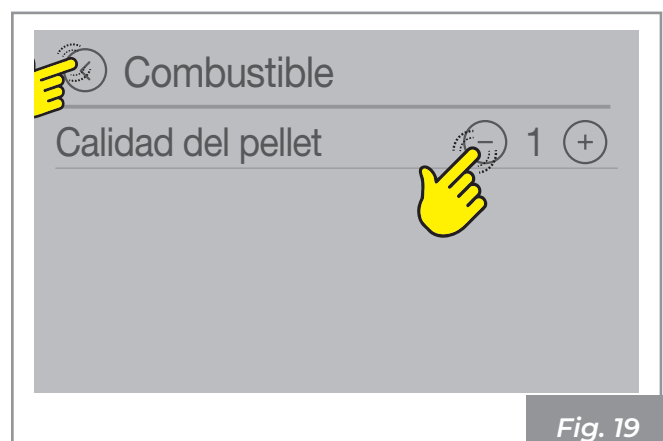 Combustible
Calidad del pellet - 1 +
Fig. 19